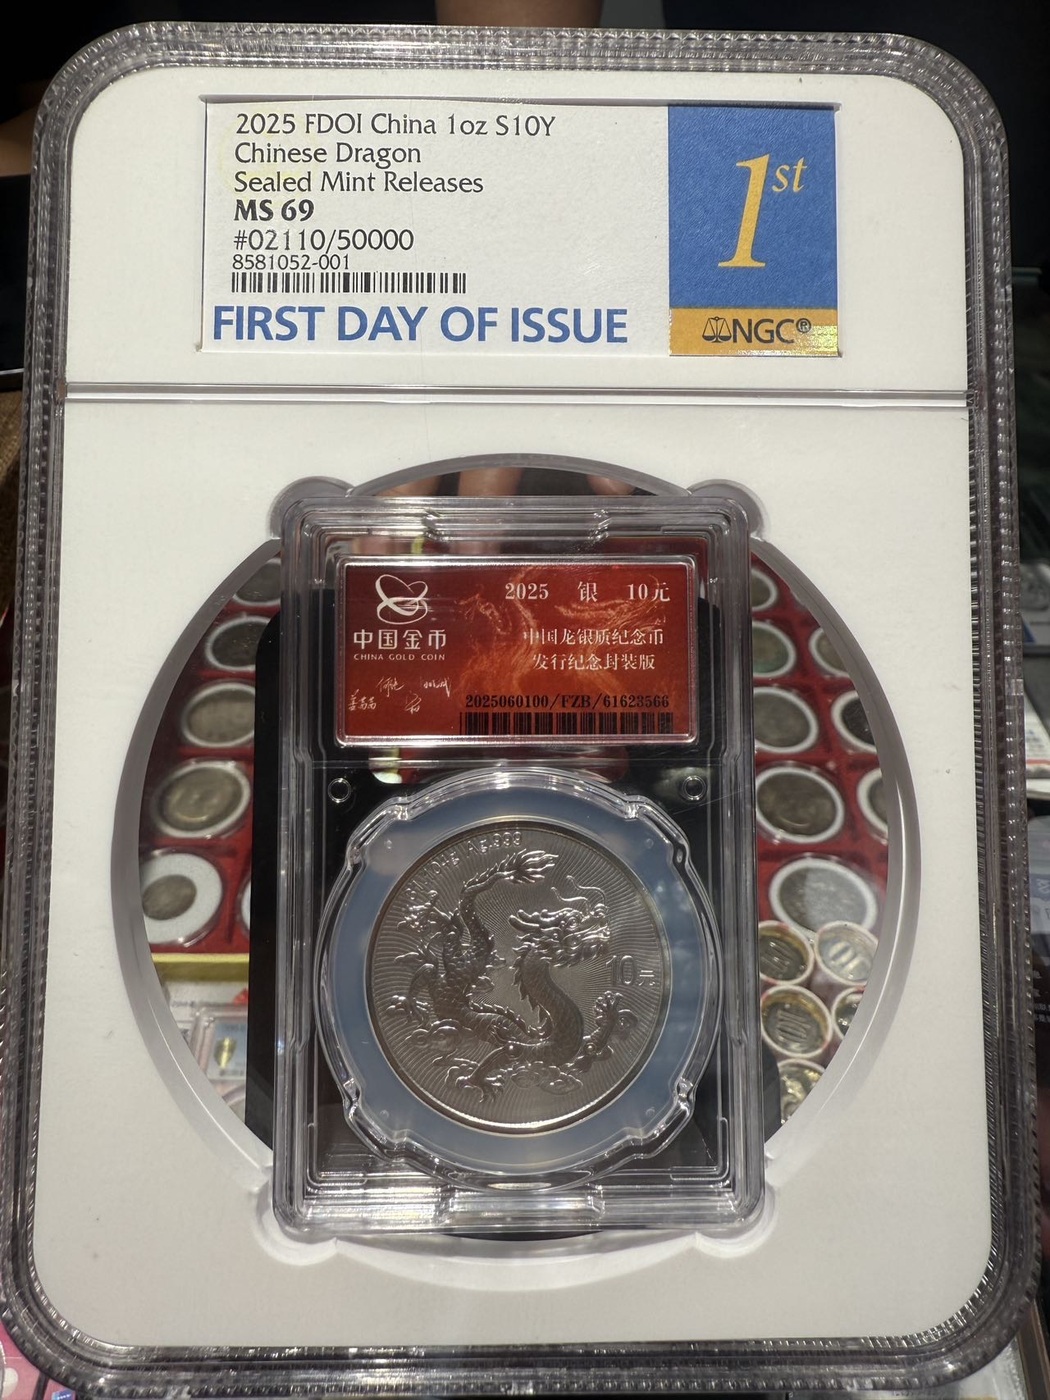 2025 FDOI China 1oz S10Y
Chinese Dragon
Sealed Mint Releases
MS 69
#02110/50000
8581052-001
FIRST DAY OF ISSUE
1st
NGC®
中国金币
CHINA GOLD COIN
2025 银 10元
中国龙银质纪念币
发行纪念封装版
2025060100/FZB/61623566
Ag.999
10元